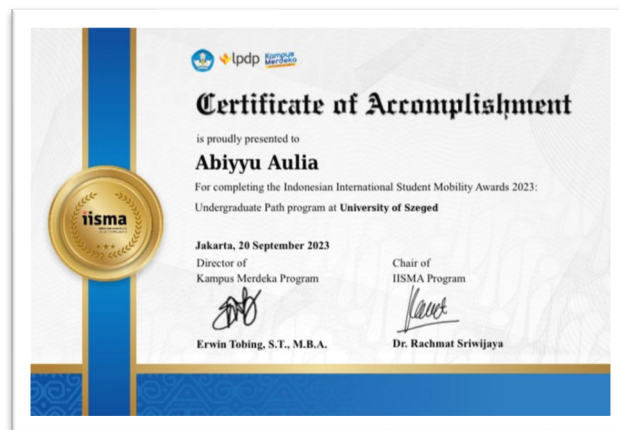 lpdp Kampus Merdeka
Certificate of Accomplishment
is proudly presented to
Abiyyu Aulia
For completing the Indonesian International Student Mobility Awards 2023:
Undergraduate Path program at University of Szeged
iisma
Jakarta, 20 September 2023
Director of
Kampus Merdeka Program
Chair of
IISMA Program
Erwin Tobing, S.T., M.B.A.
Dr. Rachmat Sriwijaya